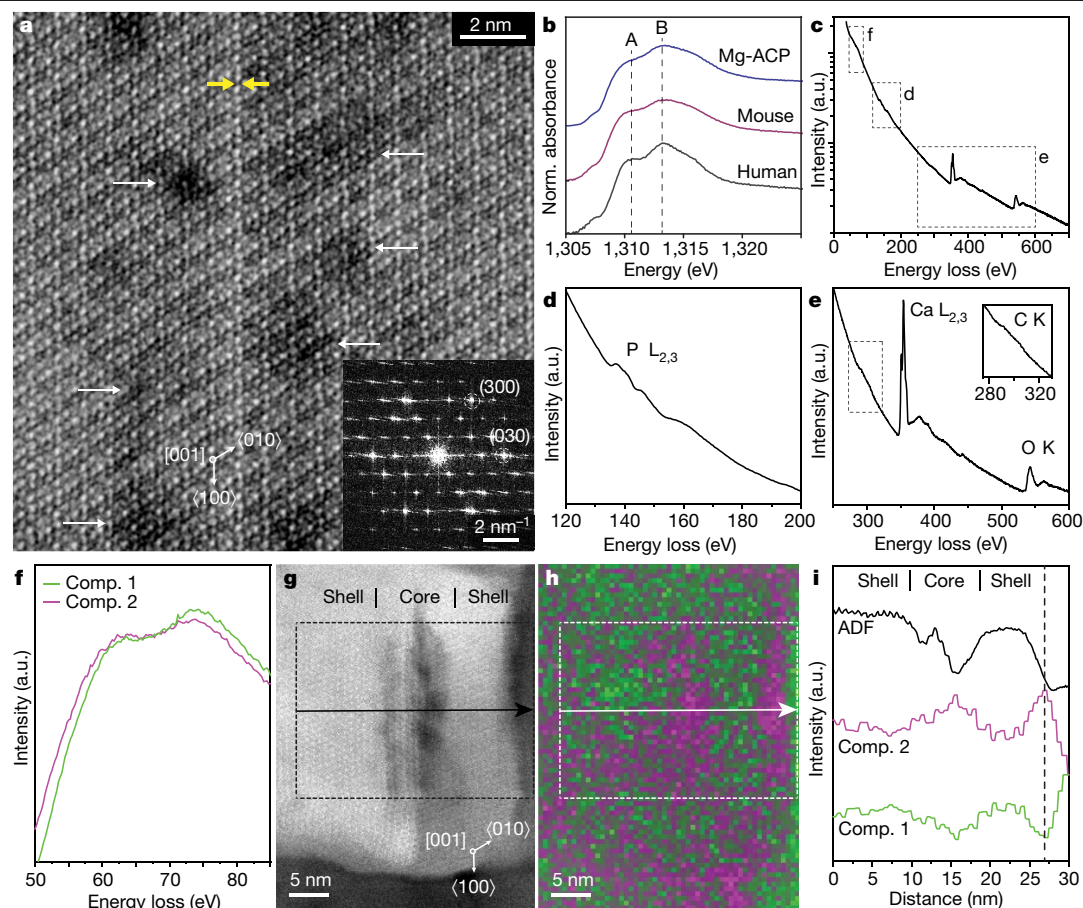 a
2 nm
(300)
(030)
[001]
⟨010⟩
⟨100⟩
2 nm⁻¹
b
A
B
Mg-ACP
Mouse
Human
Norm. absorbance
1,305
1,310
1,315
1,320
Energy (eV)
c
f
d
e
Intensity (a.u.)
0
200
400
600
Energy loss (eV)
d
P L2,3
Intensity (a.u.)
120
140
160
180
200
Energy loss (eV)
e
Ca L2,3
C K
280
320
O K
Intensity (a.u.)
300
400
500
600
Energy loss (eV)
f
Comp. 1
Comp. 2
Intensity (a.u.)
50
60
70
80
Energy loss (eV)
g
Shell | Core | Shell
[001]
⟨010⟩
⟨100⟩
5 nm
h
5 nm
i
Shell | Core | Shell
ADF
Comp. 2
Comp. 1
Intensity (a.u.)
0
5
10
15
20
25
30
Distance (nm)